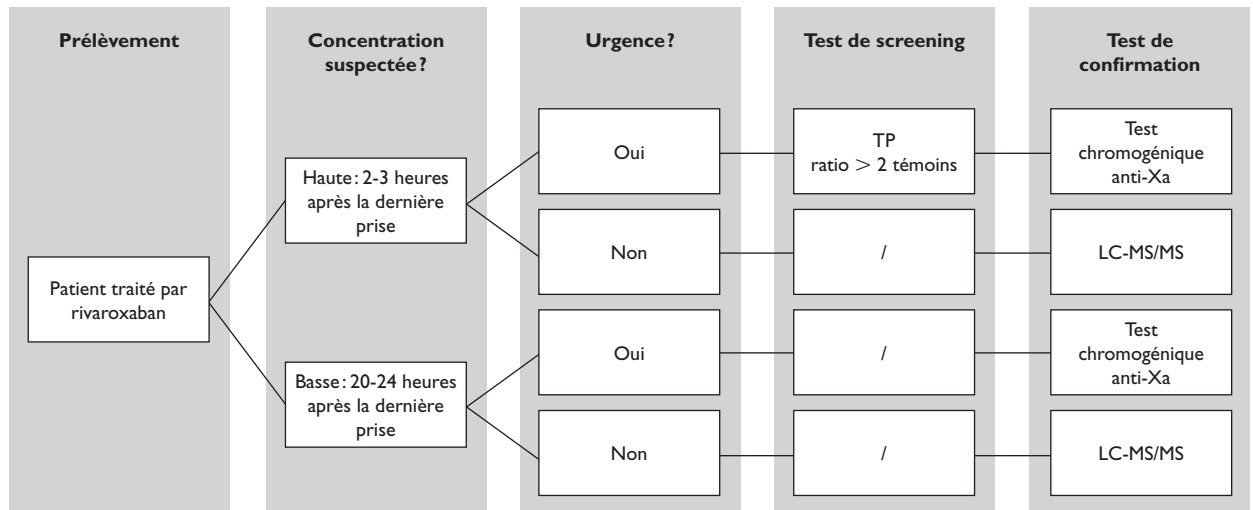 Prélèvement
Concentration
suspectée?
Urgence?
Test de screening
Test de
confirmation
Patient traité par
rivaroxaban
Haute: 2-3 heures
après la dernière
prise
Basse: 20-24 heures
après la dernière
prise
Oui
TP
ratio > 2 témoins
Test
chromogénique
anti-Xa
Non
/
LC-MS/MS
Oui
/
Test
chromogénique
anti-Xa
Non
/
LC-MS/MS